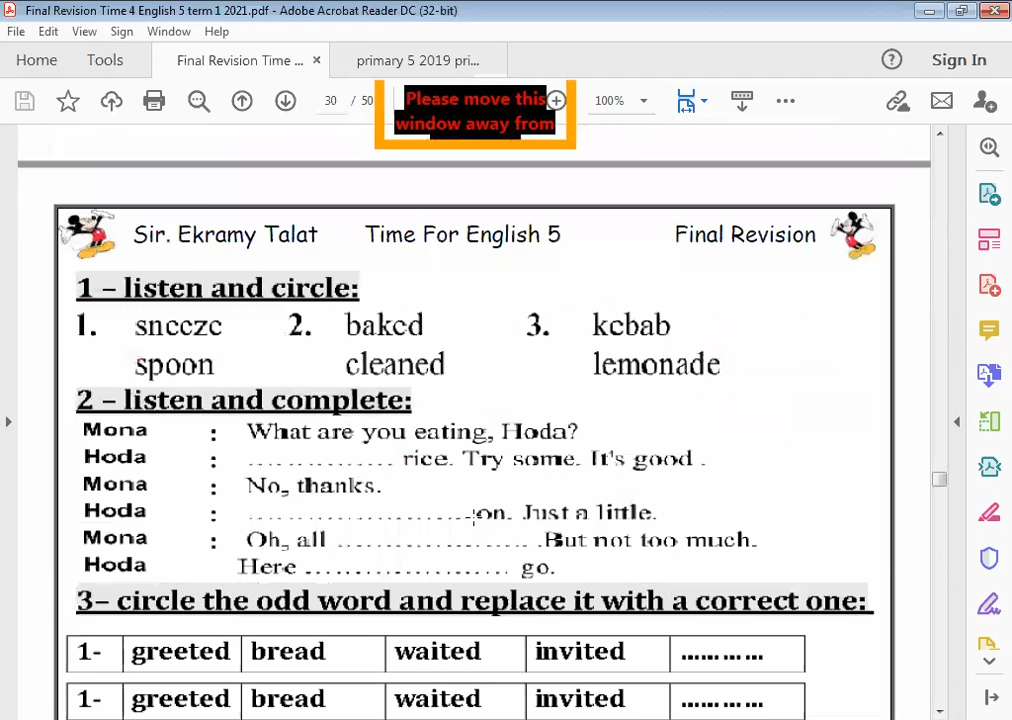 Final Revision Time 4 English 5 term 1 2021.pdf - Adobe Acrobat Reader DC (32-bit)
File Edit View Sign Window Help
Home Tools Final Revision Time ... × primary 5 2019 pri... Sign In
30 / 50 Please move this 100%
window away from
Sir. Ekramy Talat Time For English 5 Final Revision
1 – listen and circle:
1. sneeze 2. baked 3. kebab
spoon cleaned lemonade
2 – listen and complete:
Mona : What are you eating, Hoda?
Hoda : ........................ rice. Try some. It's good .
Mona : No, thanks.
Hoda : ....................................on. Just a little.
Mona : Oh, all ................................ .But not too much.
Hoda Here .................................. go.
3– circle the odd word and replace it with a correct one:
1- greeted bread waited invited ............
1- greeted bread waited invited ............